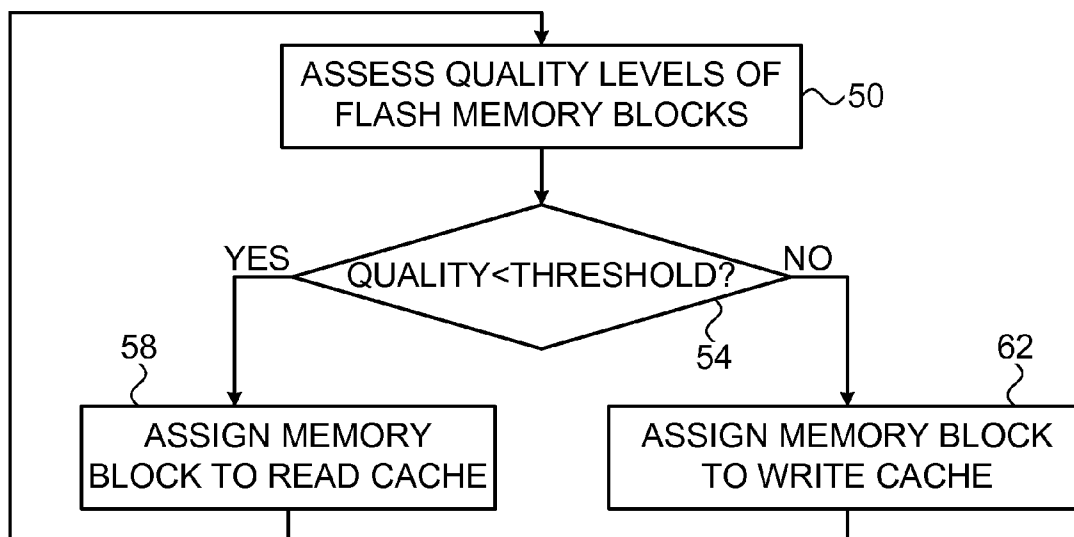 ASSESS QUALITY LEVELS OF
FLASH MEMORY BLOCKS
50
YES
QUALITY<THRESHOLD?
NO
54
58
62
ASSIGN MEMORY
BLOCK TO READ CACHE
ASSIGN MEMORY BLOCK
TO WRITE CACHE